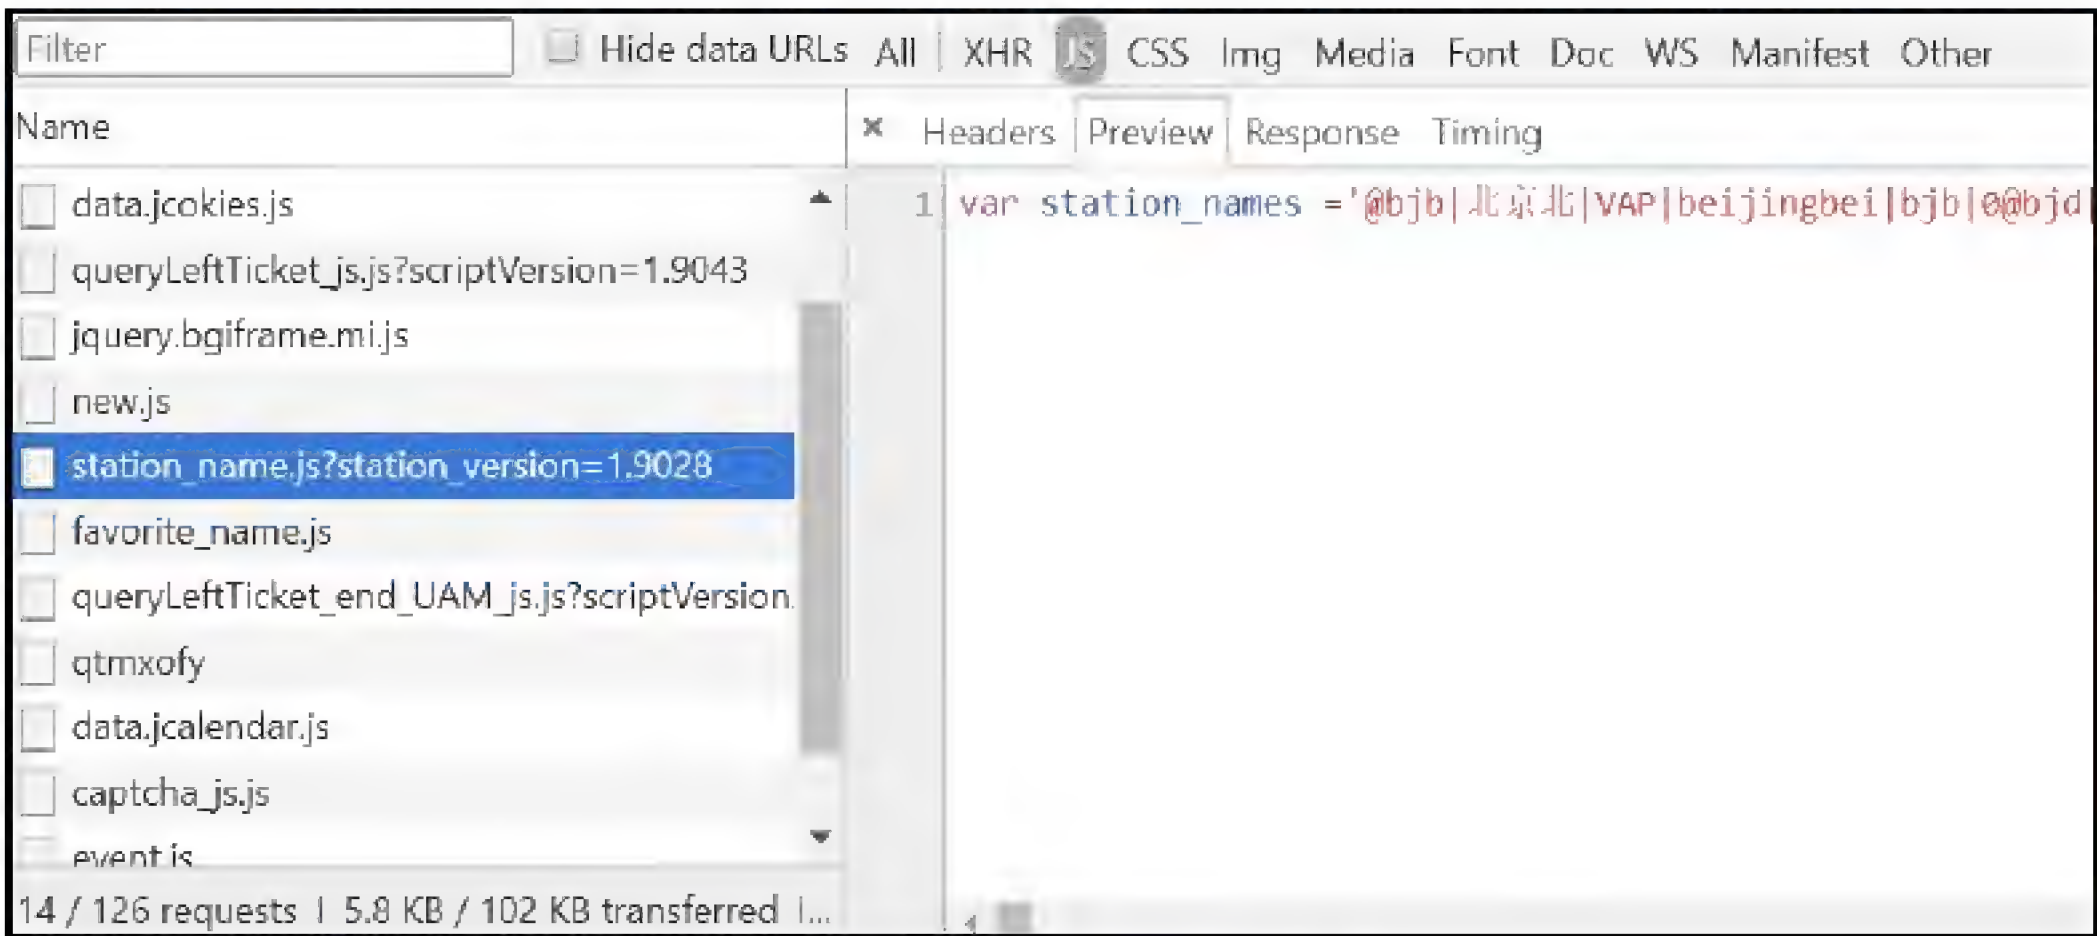 Filter Hide data URLs All XHR JS CSS Img Media Font Doc WS Manifest Other
Name
× Headers Preview Response Timing
data.jcokies.js
queryLeftTicket_js.js?scriptVersion=1.9043
jquery.bgiframe.mi.js
new.js
station_name.js?station_version=1.9028
favorite_name.js
queryLeftTicket_end_UAM_js.js?scriptVersion.
qtmxofy
data.jcalendar.js
captcha_js.js
event.js
14 / 126 requests | 5.8 KB / 102 KB transferred |...
1 var station_names ='@bjb|北京北|VAP|beijingbei|bjb|0@bjd|